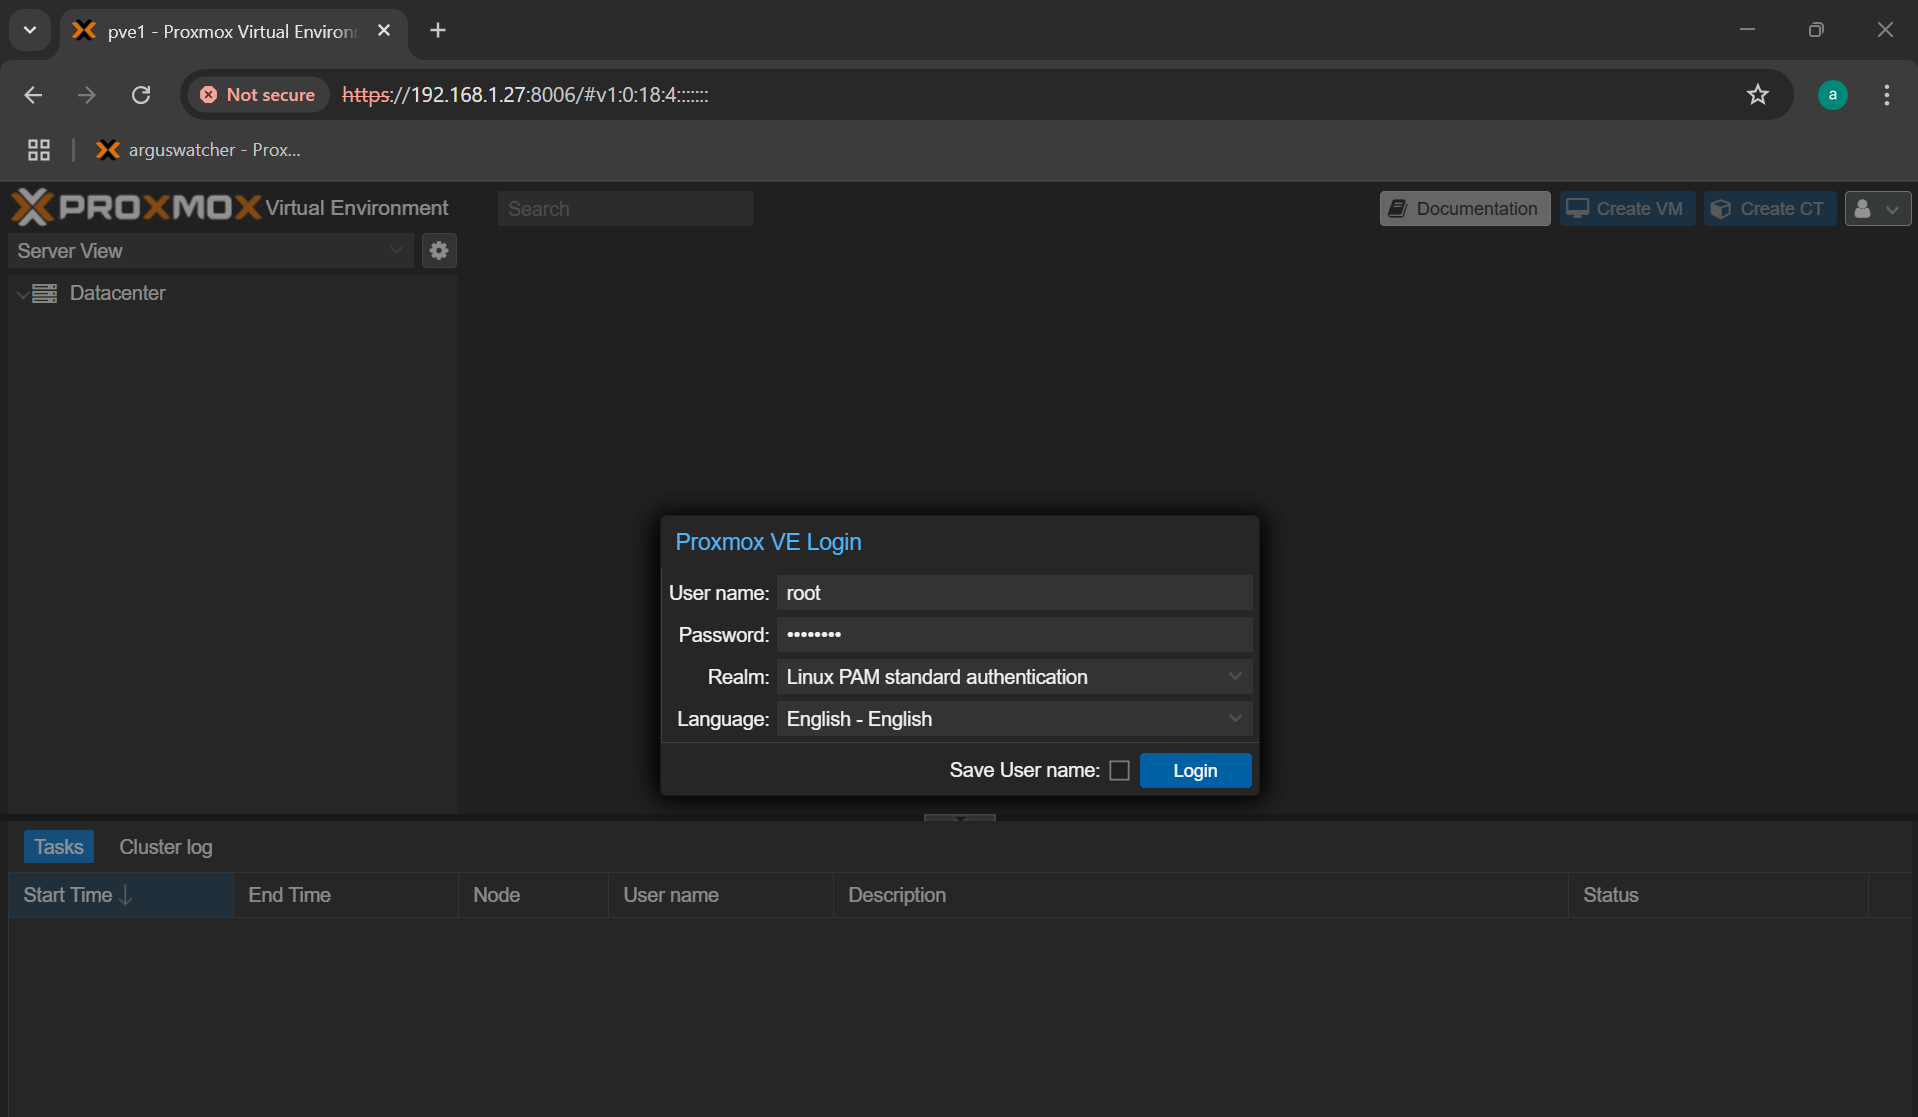 pve1 - Proxmox Virtual Environ
Not secure https://192.168.1.27:8006/#v1:0:18:4:::::::
a
arguswatcher - Prox...
PROXMOX Virtual Environment
Search
Documentation
Create VM
Create CT
Server View
Datacenter
Proxmox VE Login
User name: root
Password: ••••••••
Realm: Linux PAM standard authentication
Language: English - English
Save User name:
Login
Tasks
Cluster log
Start Time
End Time
Node
User name
Description
Status